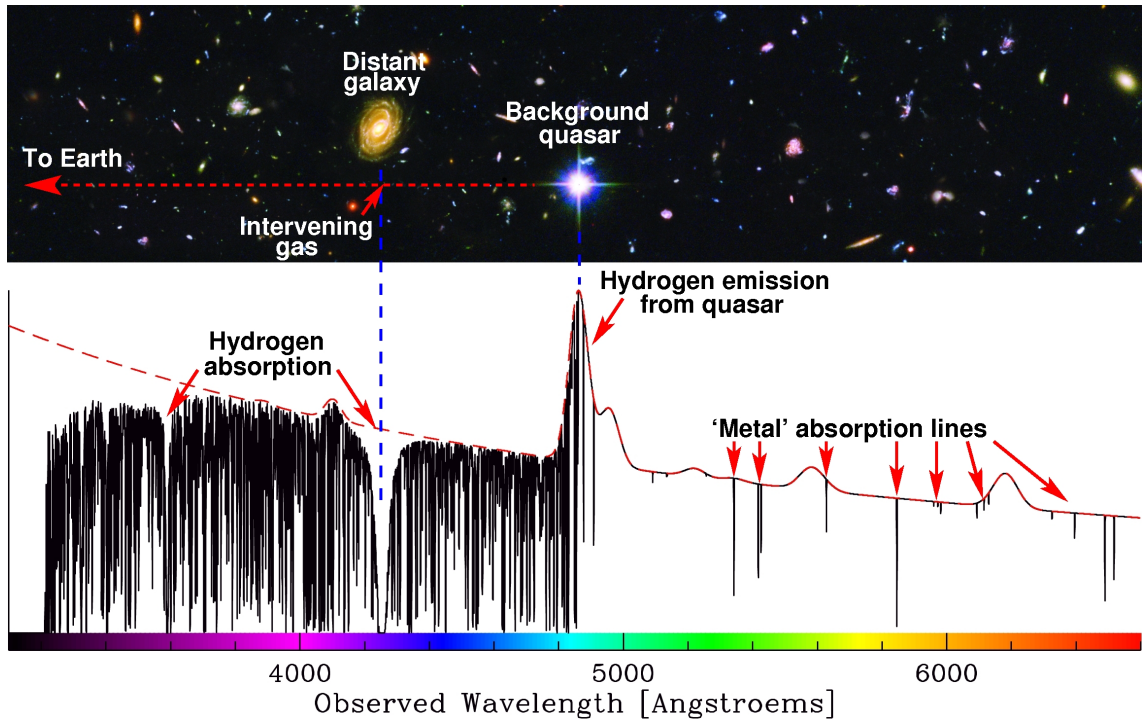 Distant
galaxy
Background
quasar
To Earth
Intervening
gas
Hydrogen emission
from quasar
Hydrogen
absorption
‘Metal’ absorption lines
4000 5000 6000
Observed Wavelength [Angstroems]